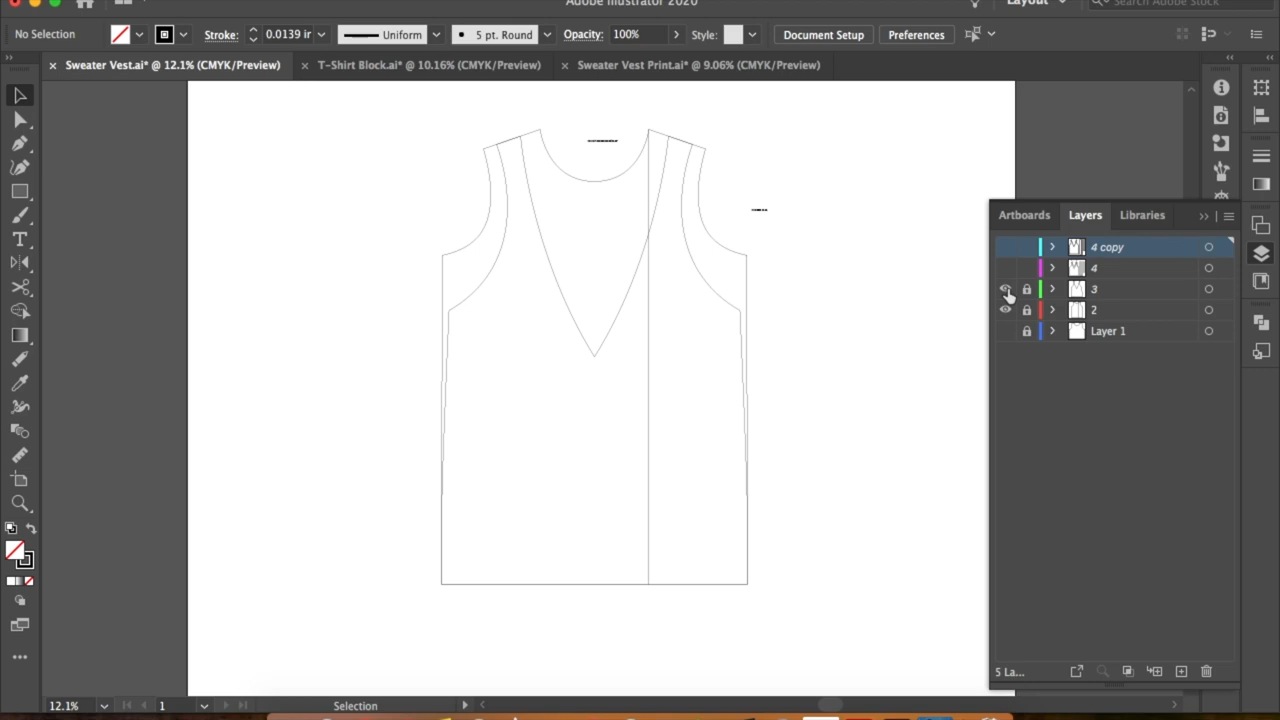 Adobe Illustrator 2020
Layout
Search Adobe Stock
No Selection
Stroke:
0.0139 in
Uniform
5 pt. Round
Opacity:
100%
Style:
Document Setup
Preferences
Sweater Vest.ai* @ 12.1% (CMYK/Preview)
T-Shirt Block.ai* @ 10.16% (CMYK/Preview)
Sweater Vest Print.ai* @ 9.06% (CMYK/Preview)
Artboards
Layers
Libraries
4 copy
4
3
2
Layer 1
5 La...
12.1%
1
Selection